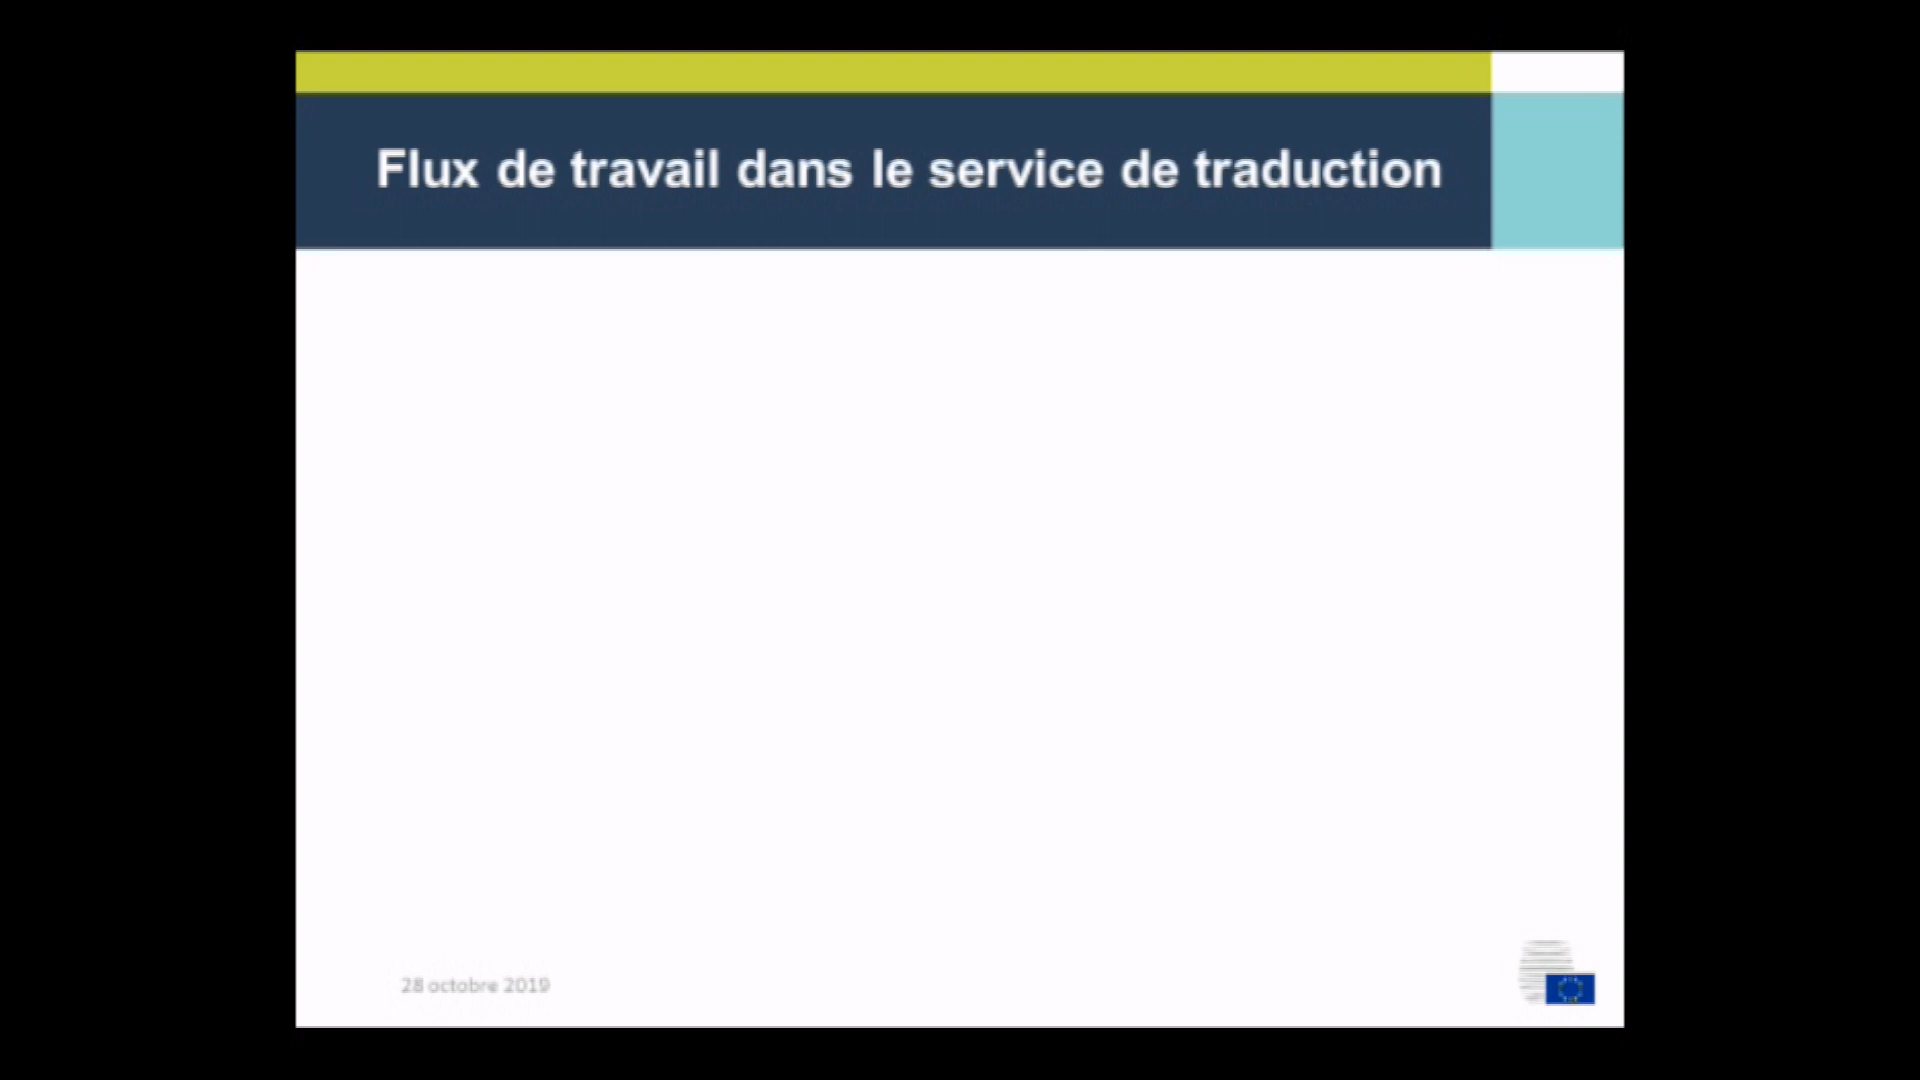 Flux de travail dans le service de traduction
28 octobre 2019